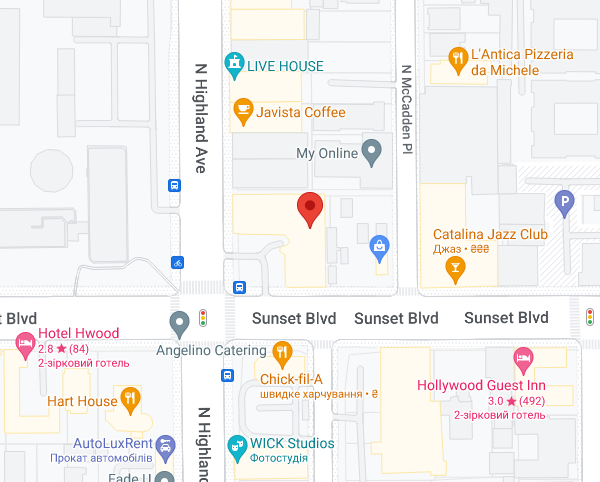 LIVE HOUSE
L'Antica Pizzeria
da Michele
N Highland Ave
N McCadden Pl
Javista Coffee
My Online
P
Catalina Jazz Club
Джаз • ₴₴₴
t Blvd
Sunset Blvd
Sunset Blvd
Sunset Blvd
Hotel Hwood
2.8 ★ (84)
2-зірковий готель
Angelino Catering
Chick-fil-A
швидке харчування • ₴
Hollywood Guest Inn
3.0 ★ (492)
2-зірковий готель
Hart House
N Highland
AutoLuxRent
Прокат автомобілів
WICK Studios
Фотостудія
Fade U